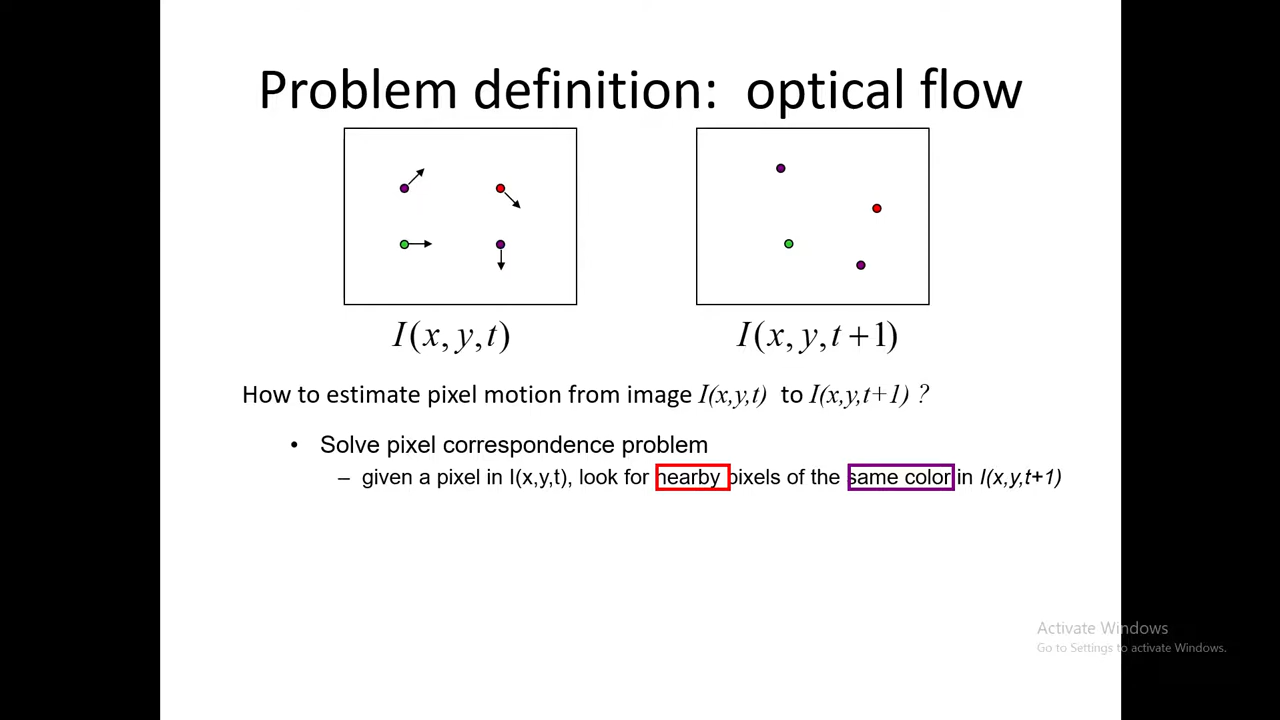 Problem definition: optical flow
I(x, y, t)
I(x, y, t + 1)
How to estimate pixel motion from image I(x,y,t) to I(x,y,t+1) ?
• Solve pixel correspondence problem
– given a pixel in I(x,y,t), look for nearby pixels of the same color in I(x,y,t+1)
Activate Windows
Go to Settings to activate Windows.